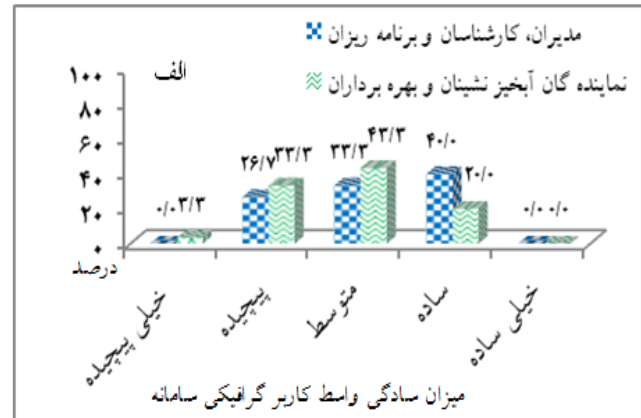 مدیران، کارشناسان و برنامه ریزان
نماینده گان آبخیز نشینان و بهره برداران
الف
۱۰۰
۸۰
۶۰
۴۰
۲۰
۰
درصد
۰/۰ ۳/۳ ۲۶/۷ ۳۳/۳ ۳۳/۳ ۴۳/۳ ۴۰/۰ ۲۰/۰ ۰/۰ ۰/۰
خیلی پیچیده
پیچیده
متوسط
ساده
خیلی ساده
میزان سادگی واسط کاربر گرافیکی سامانه